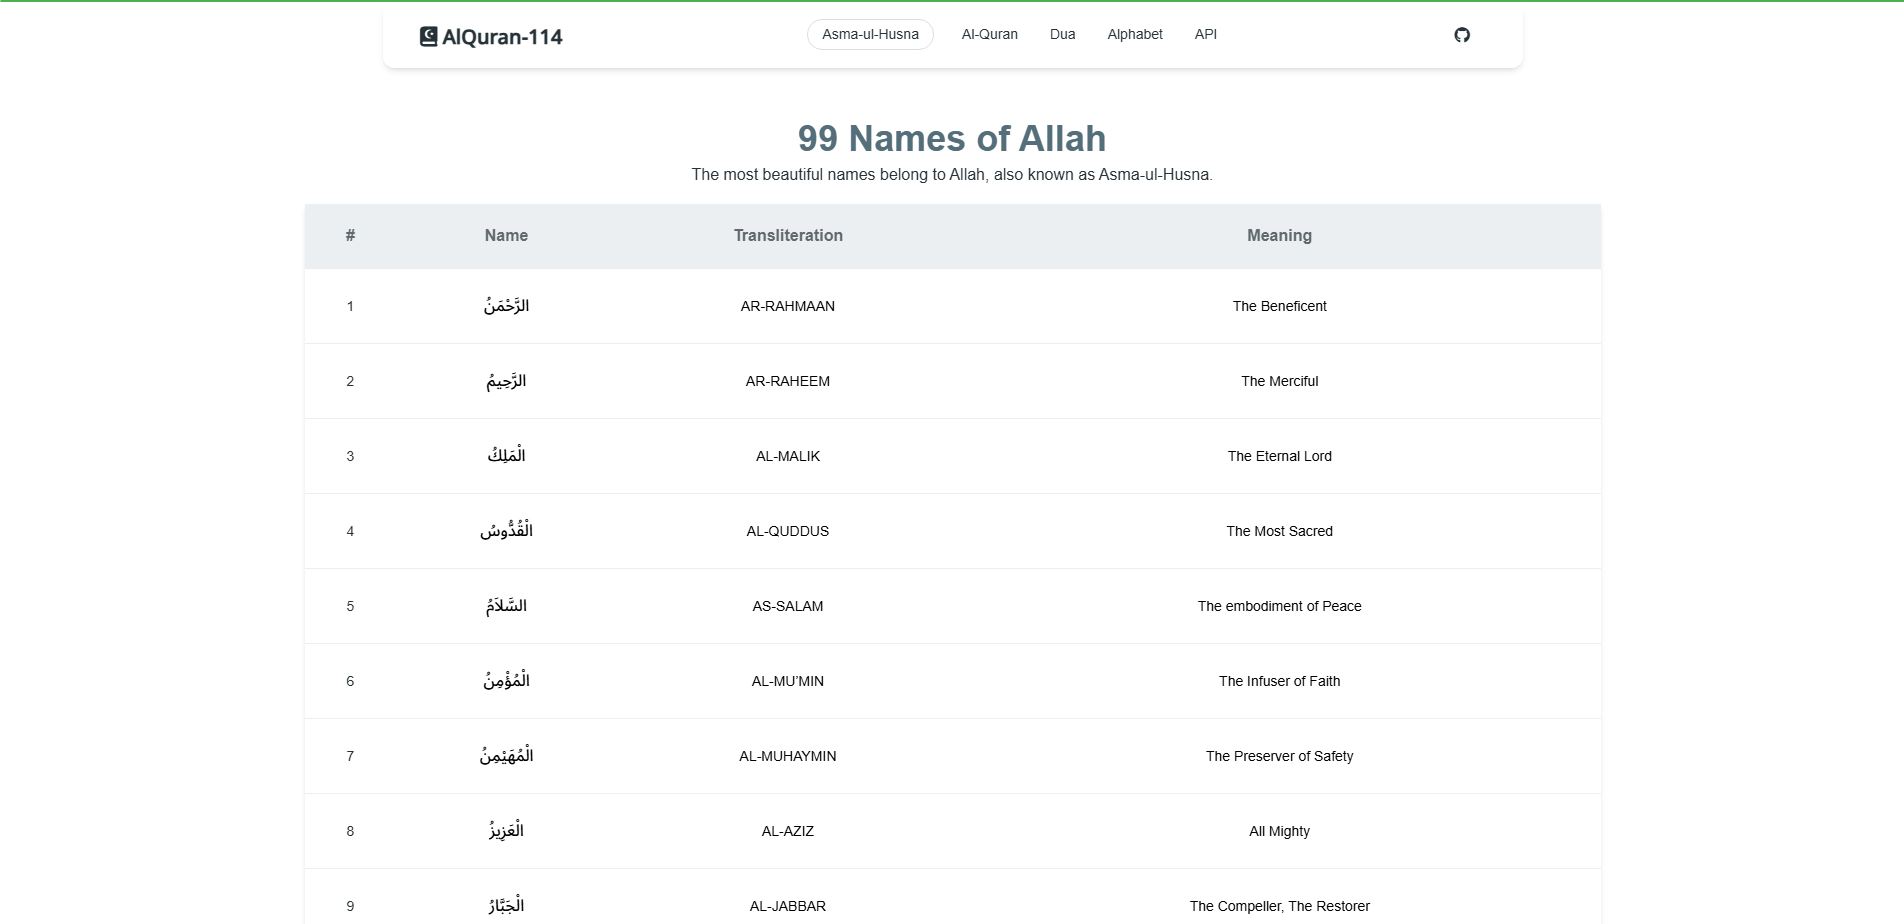 AlQuran-114
Asma-ul-Husna Al-Quran Dua Alphabet API
99 Names of Allah
The most beautiful names belong to Allah, also known as Asma-ul-Husna.
# Name Transliteration Meaning
1 الرَّحْمَنُ AR-RAHMAAN The Beneficent
2 الرَّحِيمُ AR-RAHEEM The Merciful
3 الْمَلِكُ AL-MALIK The Eternal Lord
4 الْقُدُّوسُ AL-QUDDUS The Most Sacred
5 السَّلاَمُ AS-SALAM The embodiment of Peace
6 الْمُؤْمِنُ AL-MU’MIN The Infuser of Faith
7 الْمُهَيْمِنُ AL-MUHAYMIN The Preserver of Safety
8 الْعَزِيزُ AL-AZIZ All Mighty
9 الْجَبَّارُ AL-JABBAR The Compeller, The Restorer